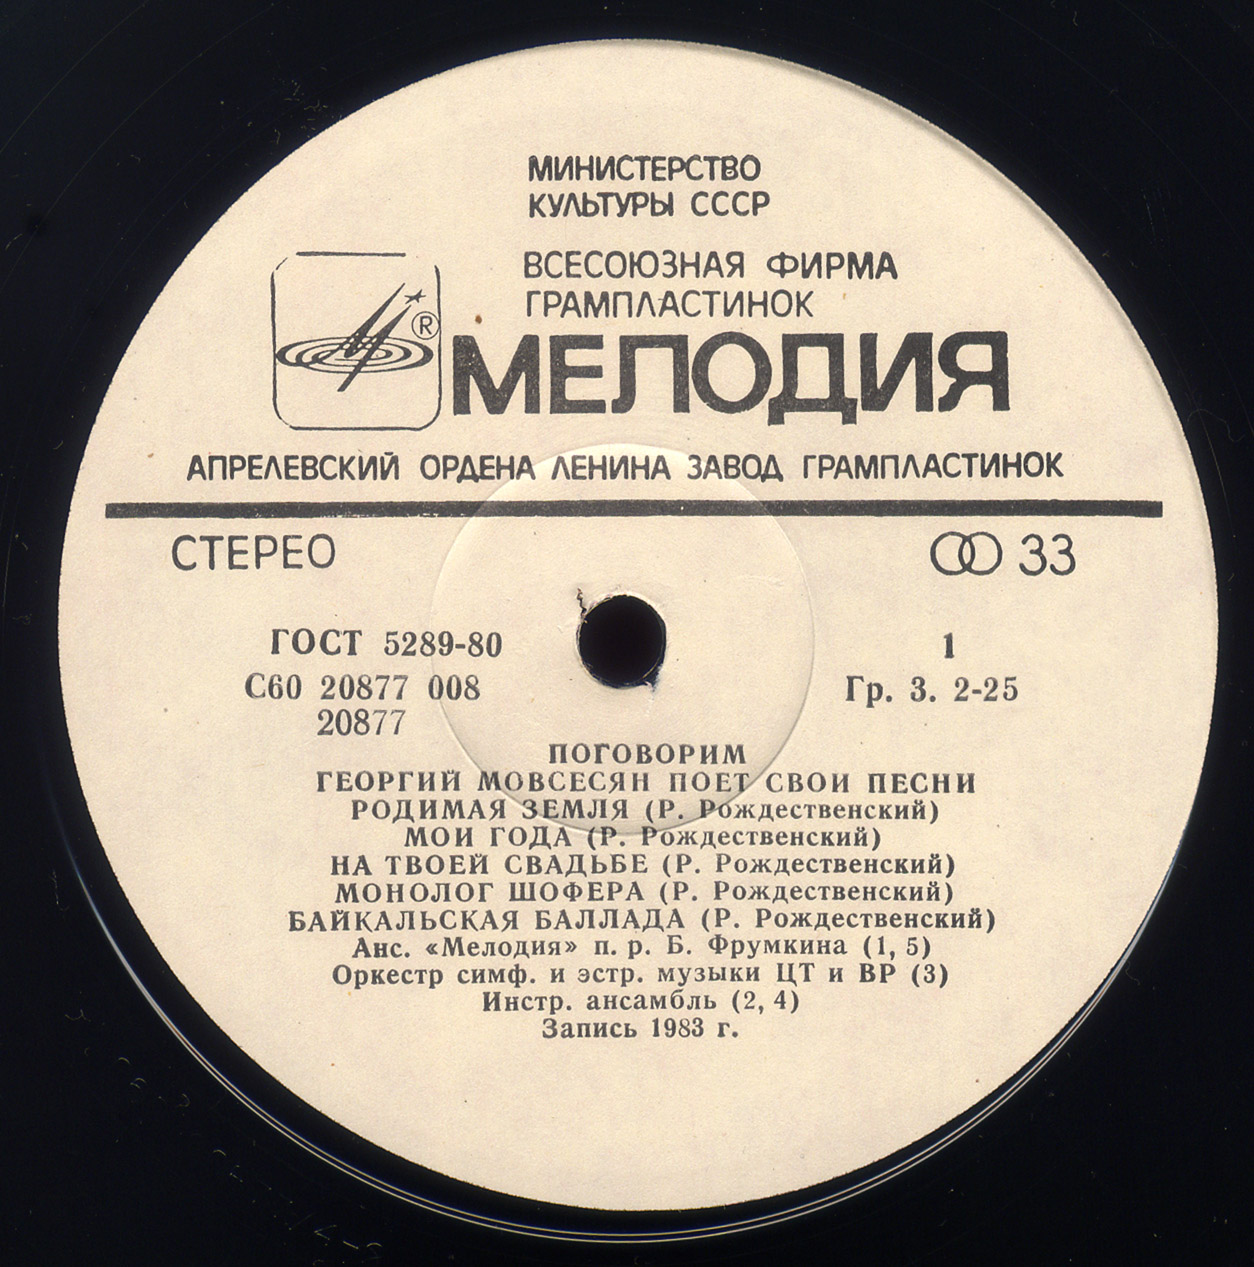 МИНИСТЕРСТВО
КУЛЬТУРЫ СССР
ВСЕСОЮЗНАЯ ФИРМА
ГРАМПЛАСТИНОК
®
МЕЛОДИЯ
АПРЕЛЕВСКИЙ ОРДЕНА ЛЕНИНА ЗАВОД ГРАМПЛАСТИНОК
СТЕРЕО
33
ГОСТ 5289-80
1
С60 20877 008
Гр. 3. 2-25
20877
ПОГОВОРИМ
ГЕОРГИЙ МОВСЕСЯН ПОЕТ СВОИ ПЕСНИ
РОДИМАЯ ЗЕМЛЯ (Р. Рождественский)
МОИ ГОДА (Р. Рождественский)
НА ТВОЕЙ СВАДЬБЕ (Р. Рождественский)
МОНОЛОГ ШОФЕРА (Р. Рождественский)
БАЙКАЛЬСКАЯ БАЛЛАДА (Р. Рождественский)
Анс. «Мелодия» п. р. Б. Фрумкина (1, 5)
Оркестр симф. и эстр. музыки ЦТ и ВР (3)
Инстр. ансамбль (2, 4)
Запись 1983 г.